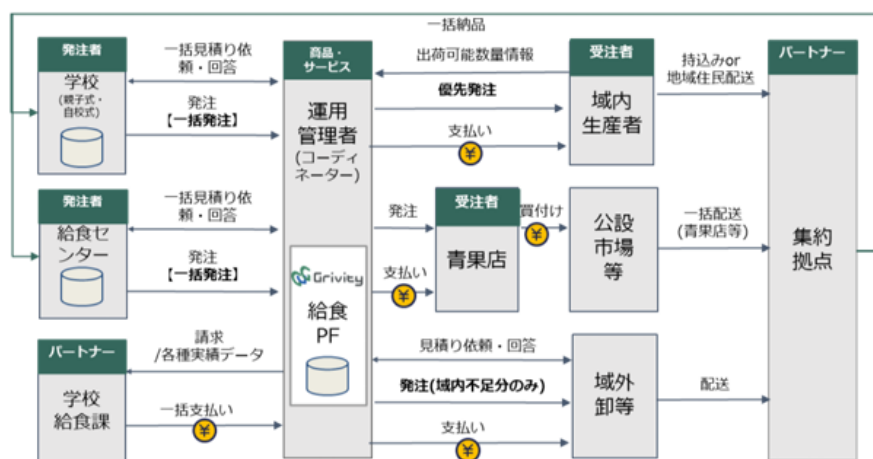 一括納品
発注者
学校
(親子式・
自校式)
一括見積り依
頼・回答
発注
【一括発注】
発注者
給食セ
ンター
一括見積り依
頼・回答
発注
【一括発注】
パートナー
学校
給食課
請求
/各種実績データ
一括支払い
¥
商品・
サービス
運用
管理者
(コーディ
ネーター)
Grivity
給食
PF
出荷可能数量情報
優先発注
支払い
¥
受注者
域内
生産者
持込みor
地域住民配送
発注
支払い
¥
受注者
青果店
買付け
¥
公設
市場
等
一括配送
(青果店等)
見積り依頼・回答
発注(域内不足分のみ)
支払い
¥
域外
卸等
配送
パートナー
集約
拠点